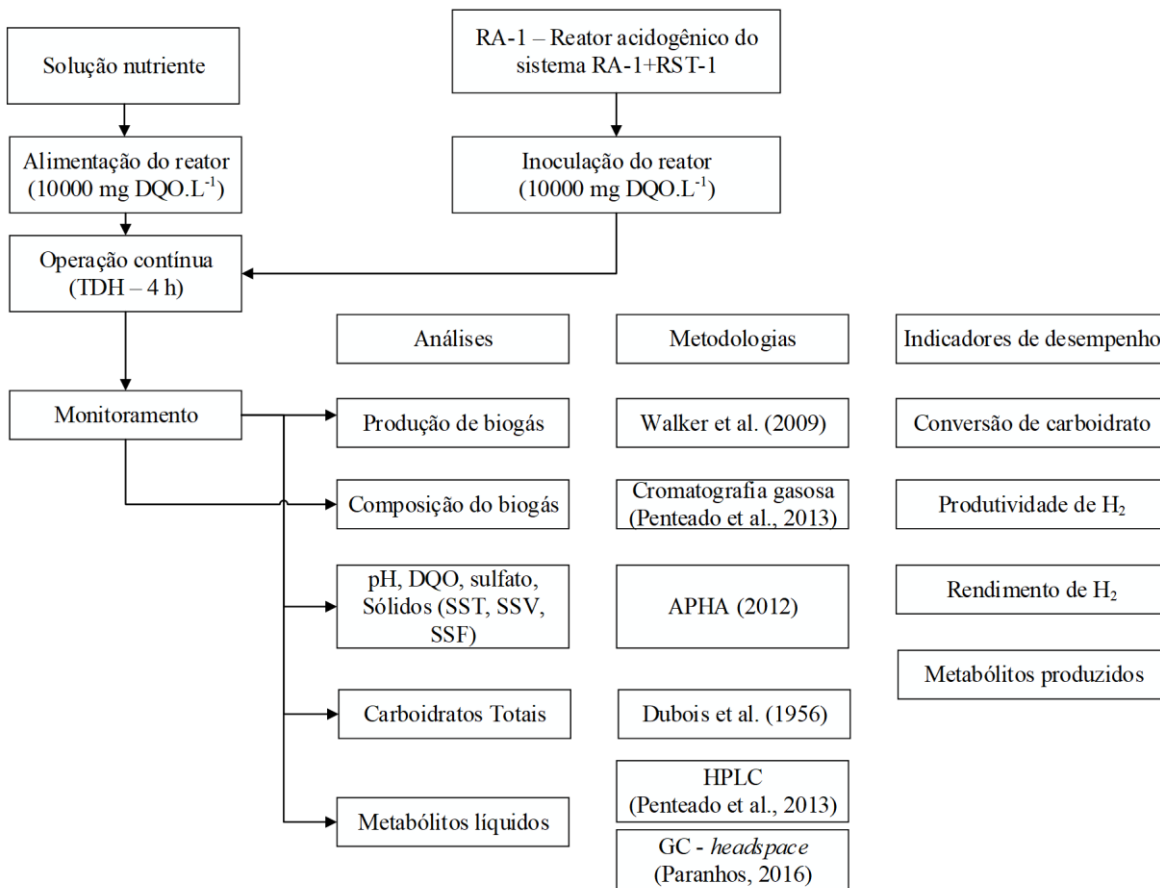 Solução nutriente
RA-1 – Reator acidogênico do
sistema RA-1+RST-1
Alimentação do reator
(10000 mg DQO.L⁻¹)
Inoculação do reator
(10000 mg DQO.L⁻¹)
Operação contínua
(TDH – 4 h)
Análises
Metodologias
Indicadores de desempenho
Monitoramento
Produção de biogás
Walker et al. (2009)
Conversão de carboidrato
Composição do biogás
Cromatografia gasosa
(Penteado et al., 2013)
Produtividade de H₂
pH, DQO, sulfato,
Sólidos (SST, SSV,
SSF)
APHA (2012)
Rendimento de H₂
Metabólitos produzidos
Carboidratos Totais
Dubois et al. (1956)
Metabólitos líquidos
HPLC
(Penteado et al., 2013)
GC - headspace
(Paranhos, 2016)